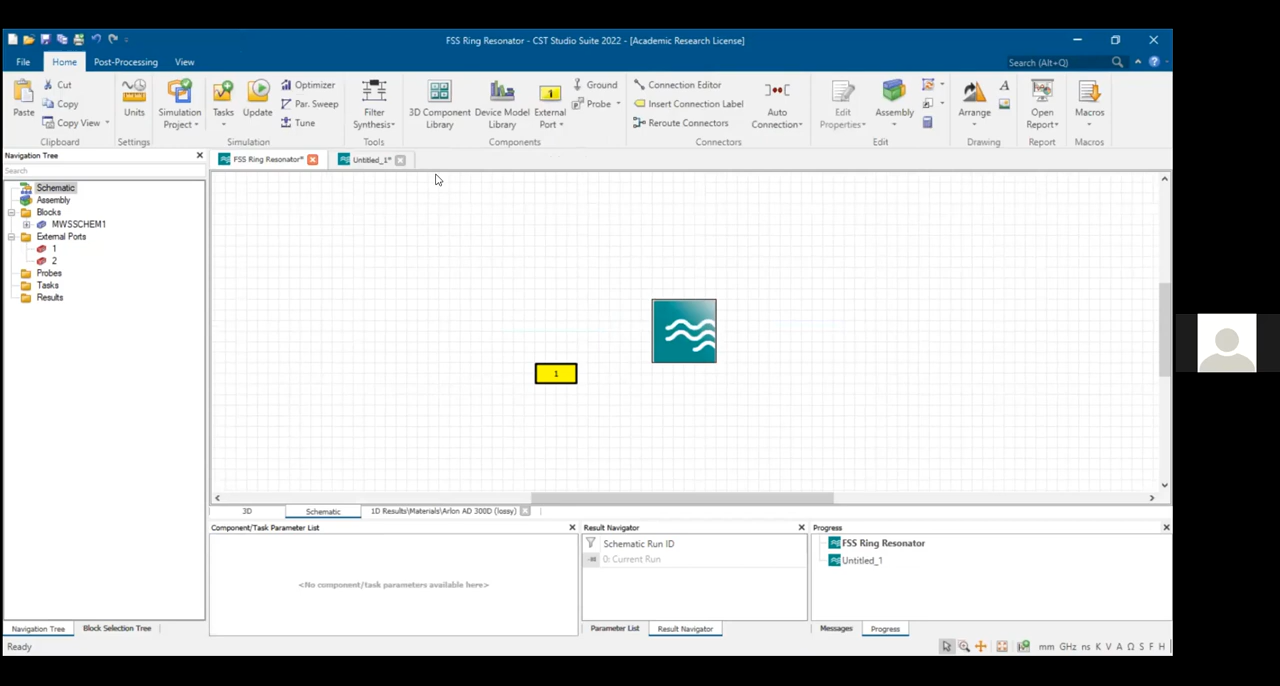 FSS Ring Resonator - CST Studio Suite 2022 - [Academic Research License]
File Home Post-Processing View Search (Alt+Q)
Paste
Cut
Copy
Copy View
Clipboard
Units
Settings
Simulation Project
Tasks
Update
Optimizer
Par. Sweep
Tune
Simulation
Filter Synthesis
Tools
3D Component Library
Device Model Library
External Port
Ground
Probe
Components
Connection Editor
Insert Connection Label
Reroute Connectors
Auto Connection
Connectors
Edit Properties
Assembly
Edit
Arrange
A
Drawing
Open Report
Report
Macros
Macros
Navigation Tree
Search
Schematic
Assembly
Blocks
MWSSCHEM1
External Ports
1
2
Probes
Tasks
Results
FSS Ring Resonator* Untitled_1*
1
3D Schematic 1D Results\Materials\Arlon AD 300D (lossy)
Component/Task Parameter List
<No component/task parameters available here>
Result Navigator
Schematic Run ID
0: Current Run
Progress
FSS Ring Resonator
Untitled_1
Navigation Tree Block Selection Tree
Parameter List Result Navigator
Messages Progress
Ready
mm GHz ns K V A Ω S F H